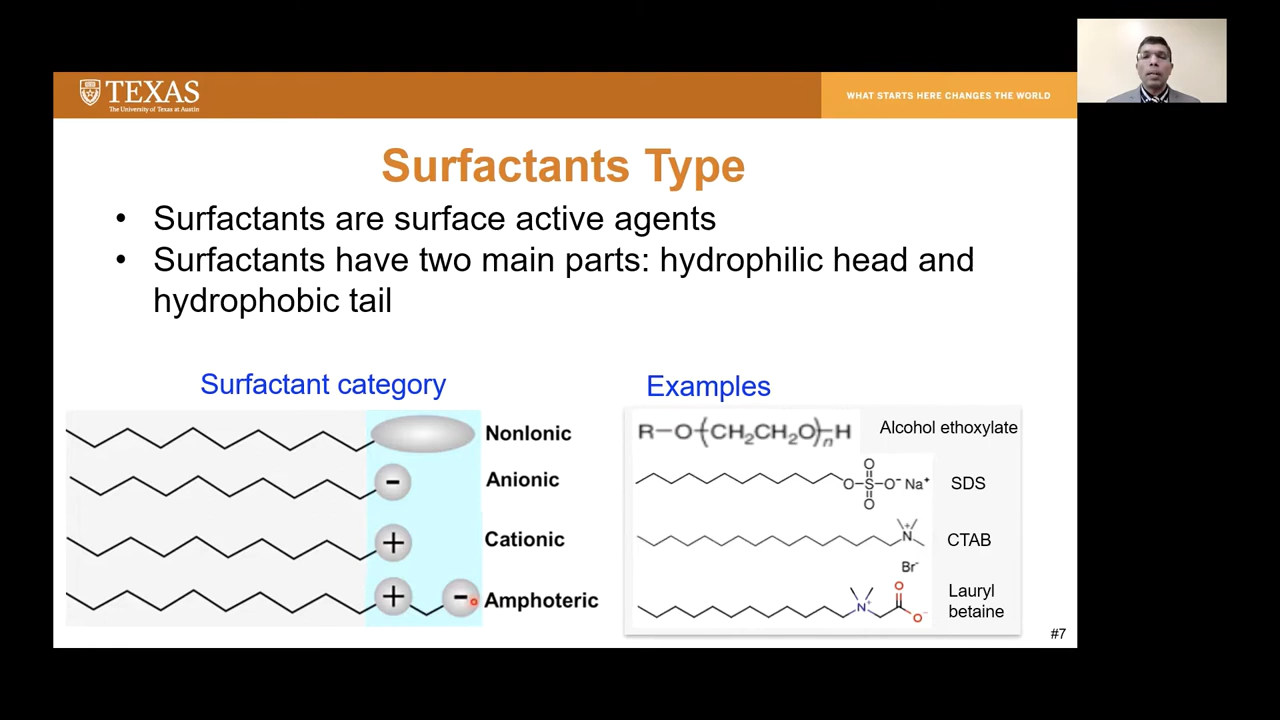 TEXAS
The University of Texas at Austin
WHAT STARTS HERE CHANGES THE WORLD
Surfactants Type
• Surfactants are surface active agents
• Surfactants have two main parts: hydrophilic head and
hydrophobic tail
Surfactant category
NonIonic
−
Anionic
+
Cationic
+ −
Amphoteric
Examples
R—O—(CH₂CH₂O)—H
n
Alcohol ethoxylate
O
O—S—O⁻ Na⁺
O
SDS
N⁺
Br⁻
CTAB
O
N⁺
O⁻
Lauryl
betaine
#7